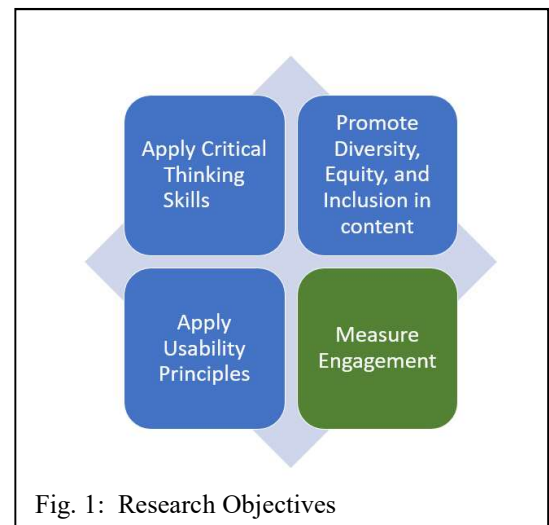 Apply Critical
Thinking
Skills
Promote
Diversity,
Equity, and
Inclusion in
content
Apply
Usability
Principles
Measure
Engagement
Fig. 1: Research Objectives